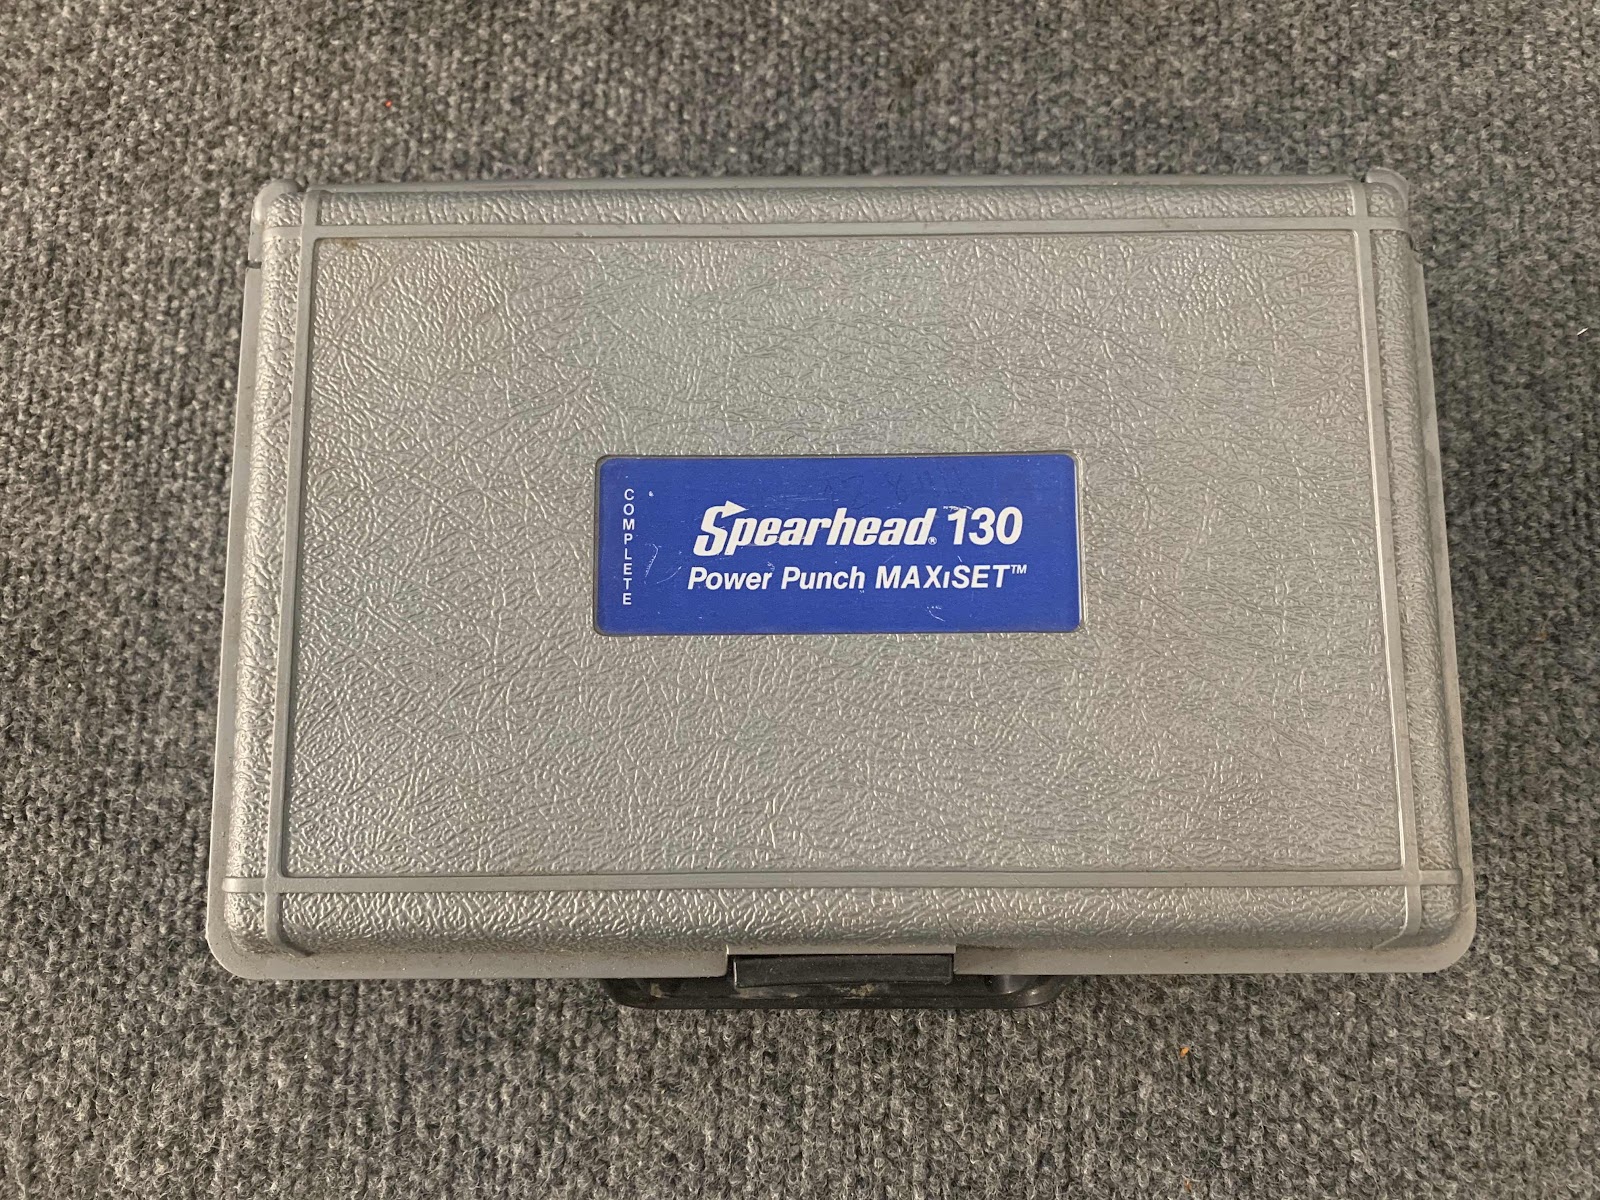 COMPLETE
Spearhead® 130
Power Punch MAXiSET™